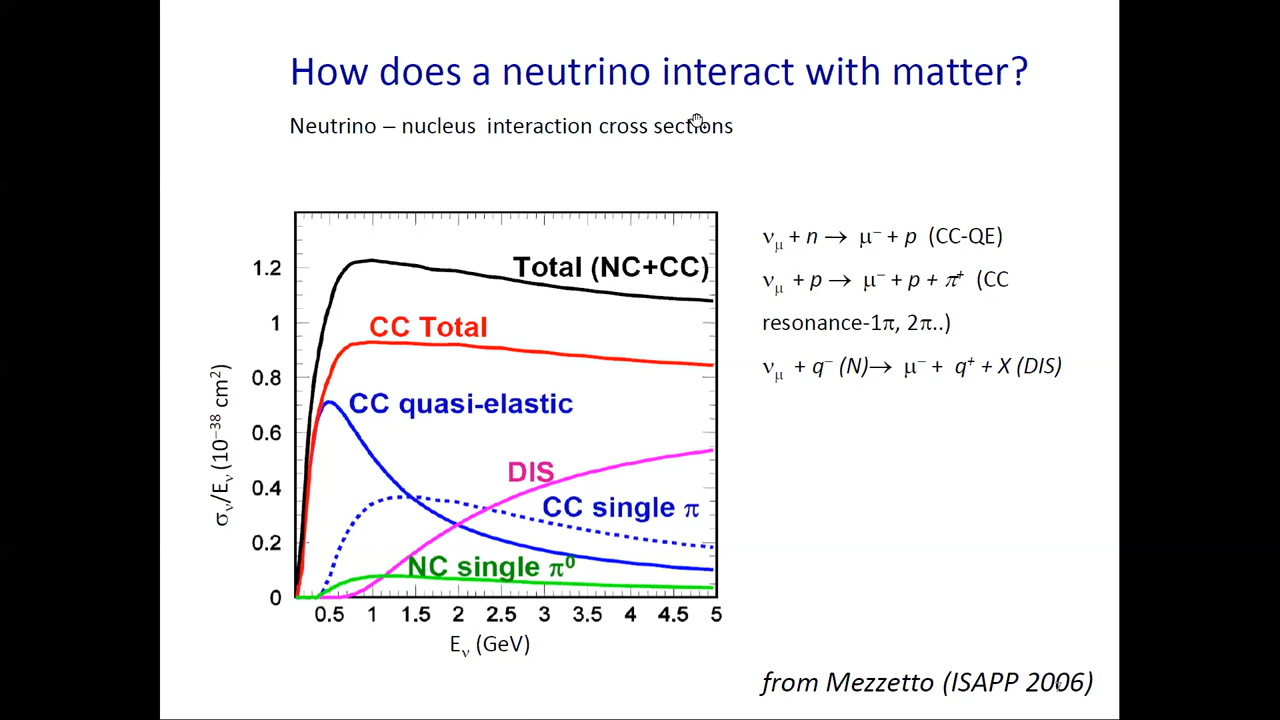 How does a neutrino interact with matter?
Neutrino – nucleus interaction cross sections
1.2
1
0.8
0.6
0.4
0.2
0
σν/Eν (10⁻³⁸ cm²)
Total (NC+CC)
CC Total
CC quasi-elastic
DIS
CC single π
NC single π⁰
0.5 1 1.5 2 2.5 3 3.5 4 4.5 5
Eν (GeV)
νμ + n → μ⁻ + p (CC-QE)
νμ + p → μ⁻ + p + π⁺ (CC
resonance-1π, 2π..)
νμ + q⁻ (N)→ μ⁻ + q⁺ + X (DIS)
from Mezzetto (ISAPP 2006)